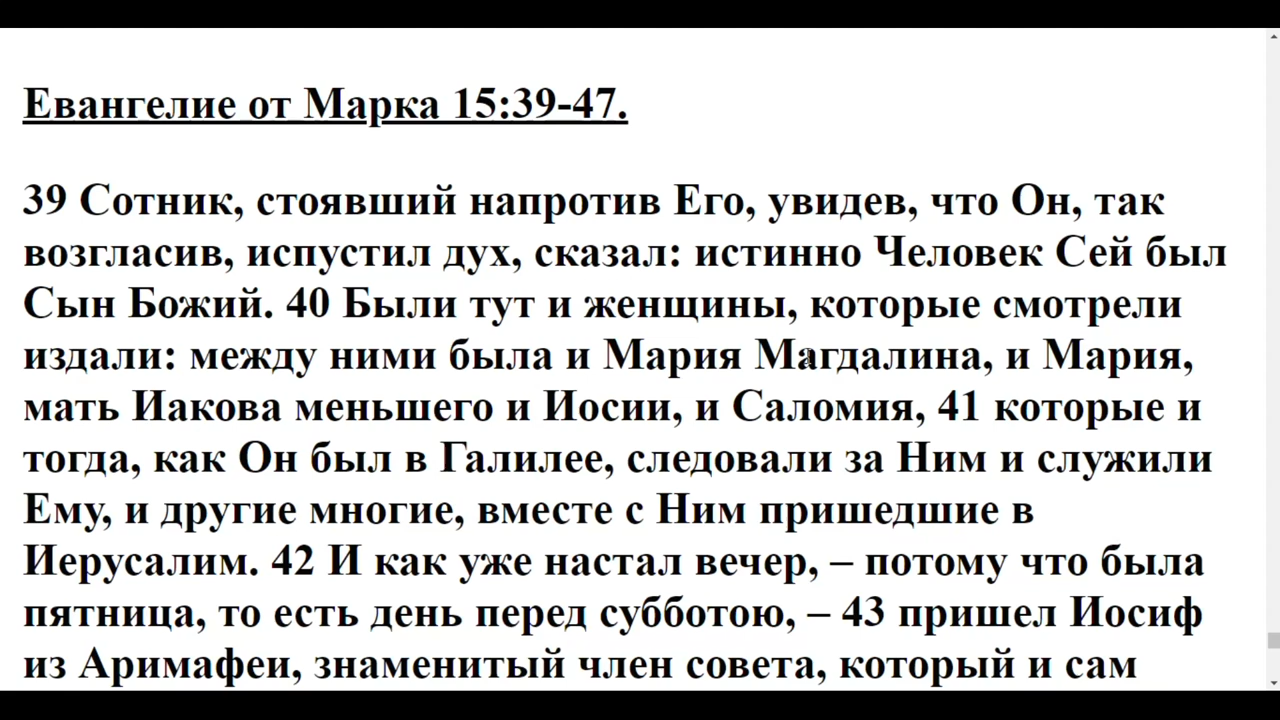 Евангелие от Марка 15:39-47.
39 Сотник, стоявший напротив Его, увидев, что Он, так
возгласив, испустил дух, сказал: истинно Человек Сей был
Сын Божий. 40 Были тут и женщины, которые смотрели
издали: между ними была и Мария Магдалина, и Мария,
мать Иакова меньшего и Иосии, и Саломия, 41 которые и
тогда, как Он был в Галилее, следовали за Ним и служили
Ему, и другие многие, вместе с Ним пришедшие в
Иерусалим. 42 И как уже настал вечер, – потому что была
пятница, то есть день перед субботою, – 43 пришел Иосиф
из Аримафеи, знаменитый член совета, который и сам